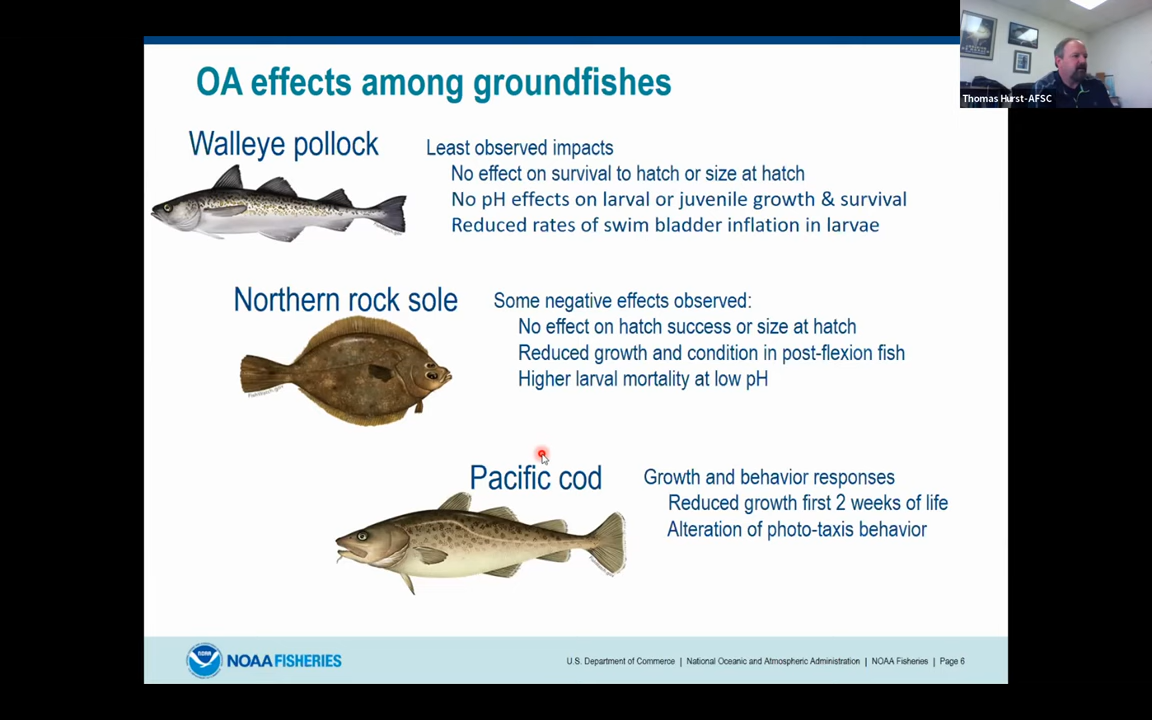 OA effects among groundfishes
Thomas Hurst-AFSC
Walleye pollock
Least observed impacts
No effect on survival to hatch or size at hatch
No pH effects on larval or juvenile growth & survival
Reduced rates of swim bladder inflation in larvae
Northern rock sole
Some negative effects observed:
No effect on hatch success or size at hatch
Reduced growth and condition in post-flexion fish
Higher larval mortality at low pH
Pacific cod
Growth and behavior responses
Reduced growth first 2 weeks of life
Alteration of photo-taxis behavior
NOAA
NOAA FISHERIES
U.S. Department of Commerce | National Oceanic and Atmospheric Administration | NOAA Fisheries | Page 6